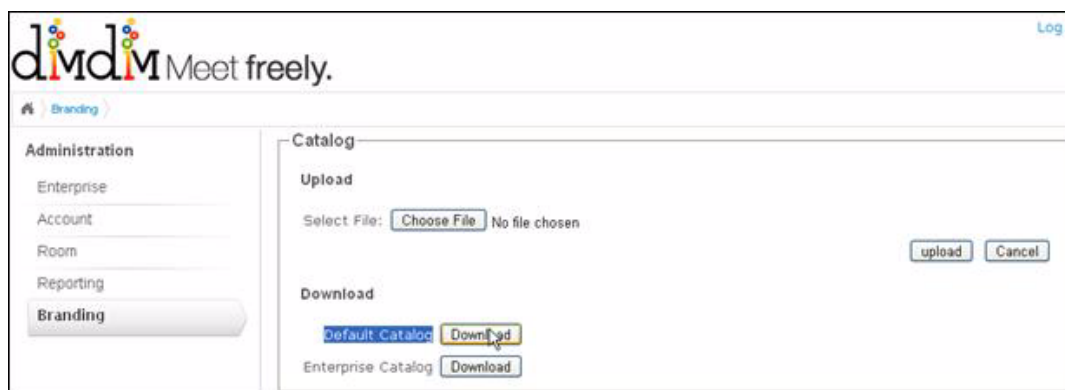 dimdim Meet freely.
Log
Branding
Administration
Enterprise
Account
Room
Reporting
Branding
Catalog
Upload
Select File: Choose File No file chosen
upload Cancel
Download
Default Catalog Download
Enterprise Catalog Download